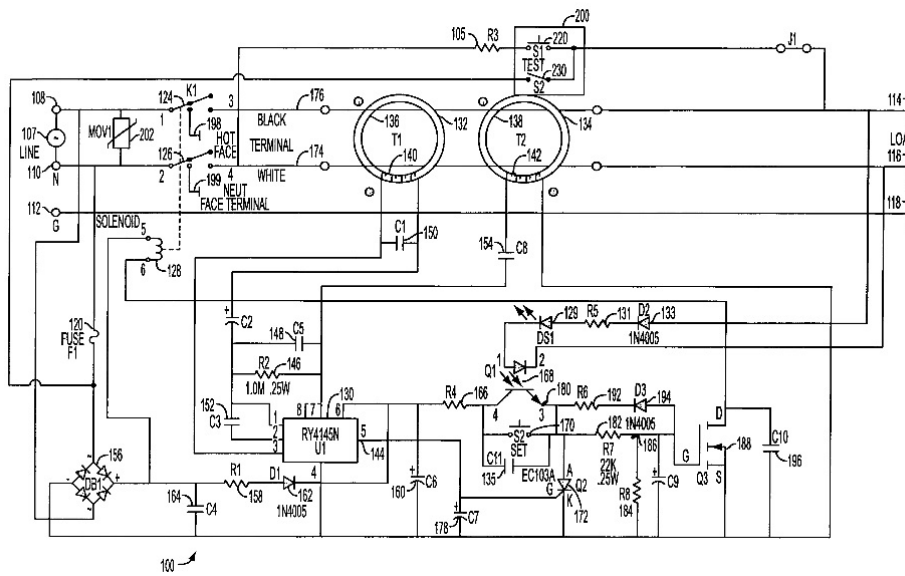 200
105
R3
220
S1
TEST
230
S2
J1
108
124
K1
3
176
136
132
138
134
114
107
LINE
1
MOV1
202
198
HOT
FACE
BLACK
TERMINAL
T1
T2
LOA
126
140
142
116
110
N
2
199
4
174
WHITE
NEUT
FACE TERMINAL
112
G
118
SOLENOID
5
C1
150
154
C8
6
128
120
FUSE
F1
C2
148
C5
129
DS1
R5
131
D2
133
1N4005
R2
146
1.0M .25W
1
2
Q1
168
152
C3
130
8
7
6
1
2
3
RY4145N
U1
5
144
4
R4
166
4
3
180
R6
192
D3
194
1N4005
S2
170
SET
182
R7
22K
.25W
186
D
G
188
Q3
S
C10
196
156
DB1
R1
158
D1
162
1N4005
160
C6
C11
135
EC103A
A
G
Q2
K
172
R8
184
C9
164
C4
178
C7
100